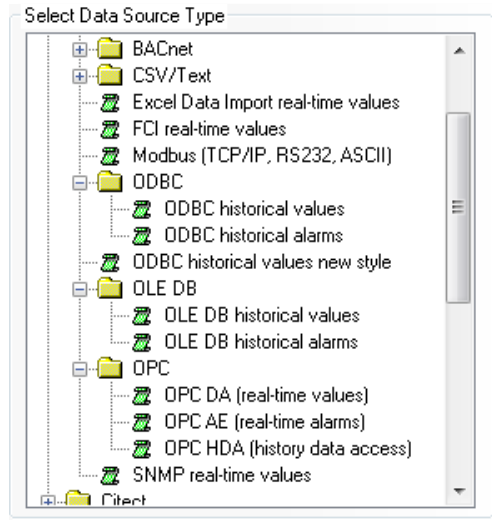 Select Data Source Type
BACnet
CSV/Text
Excel Data Import real-time values
FCI real-time values
Modbus (TCP/IP, RS232, ASCII)
ODBC
ODBC historical values
ODBC historical alarms
ODBC historical values new style
OLE DB
OLE DB historical values
OLE DB historical alarms
OPC
OPC DA (real-time values)
OPC AE (real-time alarms)
OPC HDA (history data access)
SNMP real-time values
Citect